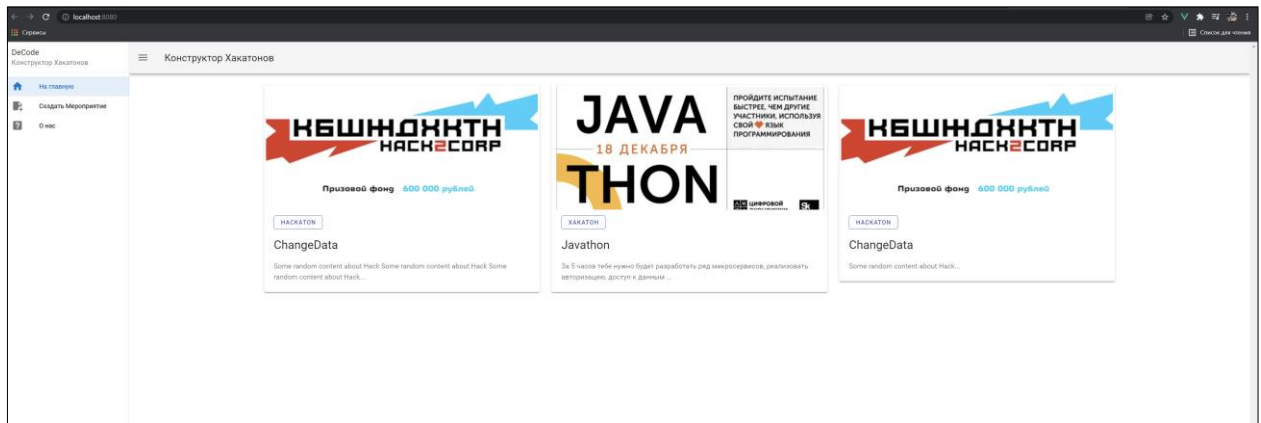 localhost:8080
Сервисы
Список для чтения
DeCode
Конструктор Хакатонов
Конструктор Хакатонов
На главную
Создать Мероприятие
О нас
КБШЖДХКТН
HACK2CORP
Призовой фонд 600 000 рублей
HACKATON
ChangeData
Some random content about Hack Some random content about Hack Some
random content about Hack...
JAVA
18 ДЕКАБРЯ
THON
ПРОЙДИТЕ ИСПЫТАНИЕ
БЫСТРЕЕ, ЧЕМ ДРУГИЕ
УЧАСТНИКИ, ИСПОЛЬЗУЯ
СВОЙ ЯЗЫК
ПРОГРАММИРОВАНИЯ
ЦИФРОВОЙ
Sk
ХАКАТОН
Javathon
За 5 часов тебе нужно будет разработать ряд микросервисов, реализовать
авторизацию, доступ к данным ...
КБШЖДХКТН
HACK2CORP
Призовой фонд 600 000 рублей
HACKATON
ChangeData
Some random content about Hack...